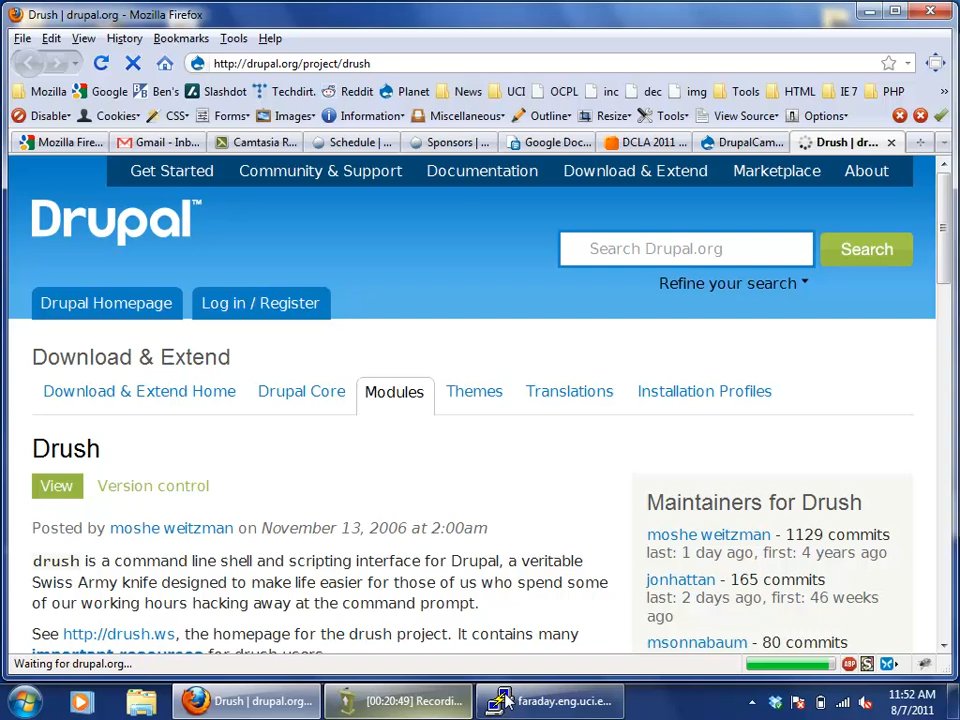 Drush | drupal.org - Mozilla Firefox
File Edit View History Bookmarks Tools Help
http://drupal.org/project/drush
Mozilla Google Ben's Slashdot Techdirt. Reddit Planet News UCI OCPL inc dec img Tools HTML IE 7 PHP »
Disable▾ Cookies▾ CSS▾ Forms▾ Images▾ Information▾ Miscellaneous▾ Outline▾ Resize▾ Tools▾ View Source▾ Options▾
Mozilla Fire... Gmail - Inb... Camtasia R... Schedule | ... Sponsors | ... Google Doc... DCLA 2011 ... DrupalCam... Drush | dr...
Get Started Community & Support Documentation Download & Extend Marketplace About
Drupal™
Search Drupal.org Search
Refine your search
Drupal Homepage Log in / Register
Download & Extend
Download & Extend Home Drupal Core Modules Themes Translations Installation Profiles
Drush
View Version control
Posted by moshe weitzman on November 13, 2006 at 2:00am
drush is a command line shell and scripting interface for Drupal, a veritable
Swiss Army knife designed to make life easier for those of us who spend some
of our working hours hacking away at the command prompt.
See http://drush.ws, the homepage for the drush project. It contains many
important resources for drush users.
Maintainers for Drush
moshe weitzman - 1129 commits
last: 1 day ago, first: 4 years ago
jonhattan - 165 commits
last: 2 days ago, first: 46 weeks
ago
msonnabaum - 80 commits
Waiting for drupal.org...
ABP S
Drush | drupal.org... [00:20:49] Recordi... faraday.eng.uci.e...
11:52 AM
8/7/2011